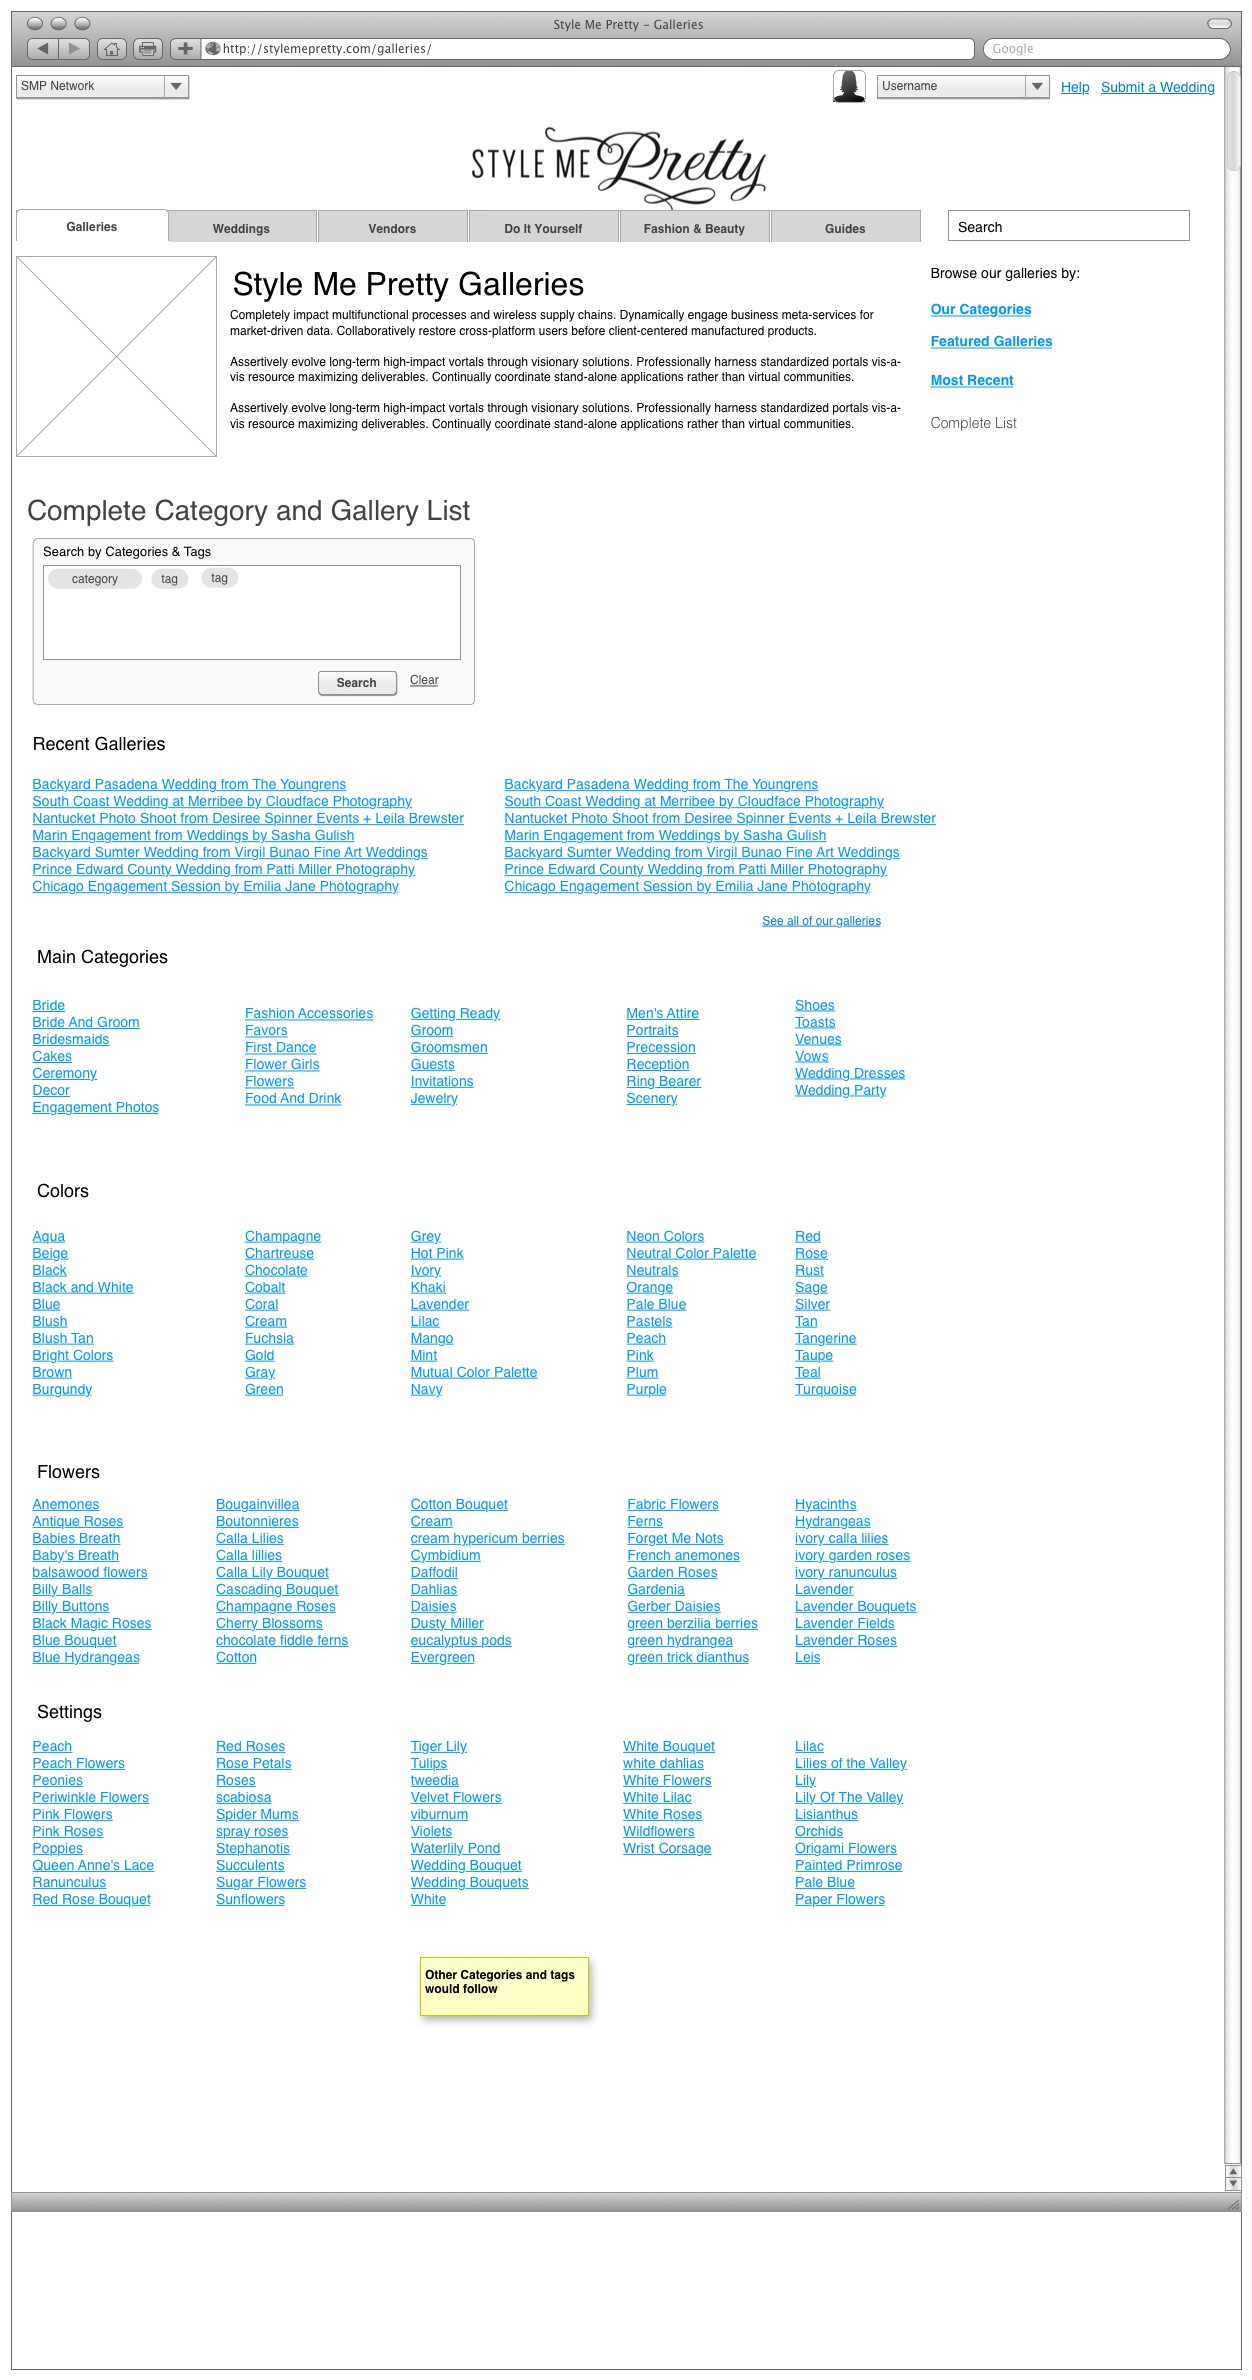 Style Me Pretty – Galleries
http://stylemepretty.com/galleries/
Google
SMP Network
Username
Help
Submit a Wedding
STYLE ME Pretty
Galleries
Weddings
Vendors
Do It Yourself
Fashion & Beauty
Guides
Search
Style Me Pretty Galleries
Completely impact multifunctional processes and wireless supply chains. Dynamically engage business meta-services for
market-driven data. Collaboratively restore cross-platform users before client-centered manufactured products.
Assertively evolve long-term high-impact vortals through visionary solutions. Professionally harness standardized portals vis-a-
vis resource maximizing deliverables. Continually coordinate stand-alone applications rather than virtual communities.
Assertively evolve long-term high-impact vortals through visionary solutions. Professionally harness standardized portals vis-a-
vis resource maximizing deliverables. Continually coordinate stand-alone applications rather than virtual communities.
Browse our galleries by:
Our Categories
Featured Galleries
Most Recent
Complete List
Complete Category and Gallery List
Search by Categories & Tags
category
tag
tag
Search
Clear
Recent Galleries
Backyard Pasadena Wedding from The Youngrens
South Coast Wedding at Merribee by Cloudface Photography
Nantucket Photo Shoot from Desiree Spinner Events + Leila Brewster
Marin Engagement from Weddings by Sasha Gulish
Backyard Sumter Wedding from Virgil Bunao Fine Art Weddings
Prince Edward County Wedding from Patti Miller Photography
Chicago Engagement Session by Emilia Jane Photography
Backyard Pasadena Wedding from The Youngrens
South Coast Wedding at Merribee by Cloudface Photography
Nantucket Photo Shoot from Desiree Spinner Events + Leila Brewster
Marin Engagement from Weddings by Sasha Gulish
Backyard Sumter Wedding from Virgil Bunao Fine Art Weddings
Prince Edward County Wedding from Patti Miller Photography
Chicago Engagement Session by Emilia Jane Photography
See all of our galleries
Main Categories
Bride
Bride And Groom
Bridesmaids
Cakes
Ceremony
Decor
Engagement Photos
Fashion Accessories
Favors
First Dance
Flower Girls
Flowers
Food And Drink
Getting Ready
Groom
Groomsmen
Guests
Invitations
Jewelry
Men's Attire
Portraits
Precession
Reception
Ring Bearer
Scenery
Shoes
Toasts
Venues
Vows
Wedding Dresses
Wedding Party
Colors
Aqua
Beige
Black
Black and White
Blue
Blush
Blush Tan
Bright Colors
Brown
Burgundy
Champagne
Chartreuse
Chocolate
Cobalt
Coral
Cream
Fuchsia
Gold
Gray
Green
Grey
Hot Pink
Ivory
Khaki
Lavender
Lilac
Mango
Mint
Mutual Color Palette
Navy
Neon Colors
Neutral Color Palette
Neutrals
Orange
Pale Blue
Pastels
Peach
Pink
Plum
Purple
Red
Rose
Rust
Sage
Silver
Tan
Tangerine
Taupe
Teal
Turquoise
Flowers
Anemones
Antique Roses
Babies Breath
Baby's Breath
balsawood flowers
Billy Balls
Billy Buttons
Black Magic Roses
Blue Bouquet
Blue Hydrangeas
Bougainvillea
Boutonnieres
Calla Lilies
Calla lillies
Calla Lily Bouquet
Cascading Bouquet
Champagne Roses
Cherry Blossoms
chocolate fiddle ferns
Cotton
Cotton Bouquet
Cream
cream hypericum berries
Cymbidium
Daffodil
Dahlias
Daisies
Dusty Miller
eucalyptus pods
Evergreen
Fabric Flowers
Ferns
Forget Me Nots
French anemones
Garden Roses
Gardenia
Gerber Daisies
green berzilia berries
green hydrangea
green trick dianthus
Hyacinths
Hydrangeas
ivory calla lilies
ivory garden roses
ivory ranunculus
Lavender
Lavender Bouquets
Lavender Fields
Lavender Roses
Leis
Settings
Peach
Peach Flowers
Peonies
Periwinkle Flowers
Pink Flowers
Pink Roses
Poppies
Queen Anne's Lace
Ranunculus
Red Rose Bouquet
Red Roses
Rose Petals
Roses
scabiosa
Spider Mums
spray roses
Stephanotis
Succulents
Sugar Flowers
Sunflowers
Tiger Lily
Tulips
tweedia
Velvet Flowers
viburnum
Violets
Waterlily Pond
Wedding Bouquet
Wedding Bouquets
White
White Bouquet
white dahlias
White Flowers
White Lilac
White Roses
Wildflowers
Wrist Corsage
Lilac
Lilies of the Valley
Lily
Lily Of The Valley
Lisianthus
Orchids
Origami Flowers
Painted Primrose
Pale Blue
Paper Flowers
Other Categories and tags
would follow